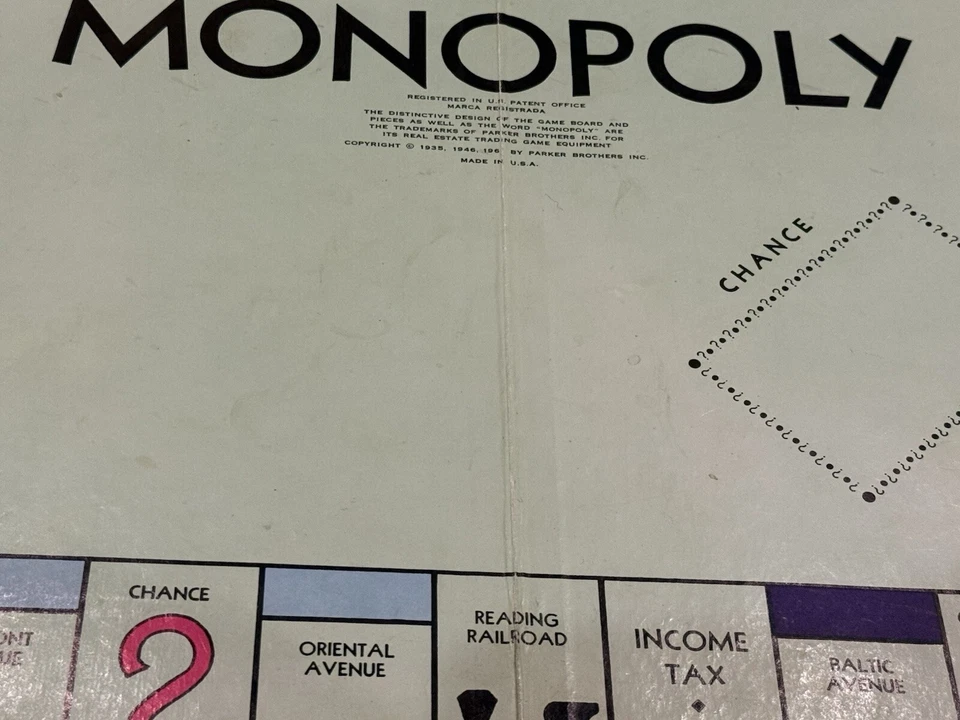 MONOPOLY
REGISTERED IN U.S. PATENT OFFICE
MARCA REGISTRADA
THE DISTINCTIVE DESIGN OF THE GAME BOARD AND
PIECES AS WELL AS THE WORD "MONOPOLY" ARE
THE TRADEMARKS OF PARKER BROTHERS INC. FOR
ITS REAL ESTATE TRADING GAME EQUIPMENT
COPYRIGHT © 1935, 1946, BY PARKER BROTHERS INC.
MADE IN U.S.A.
CHANCE
CHANCE
ORIENTAL
AVENUE
READING
RAILROAD
INCOME
TAX
BALTIC
AVENUE